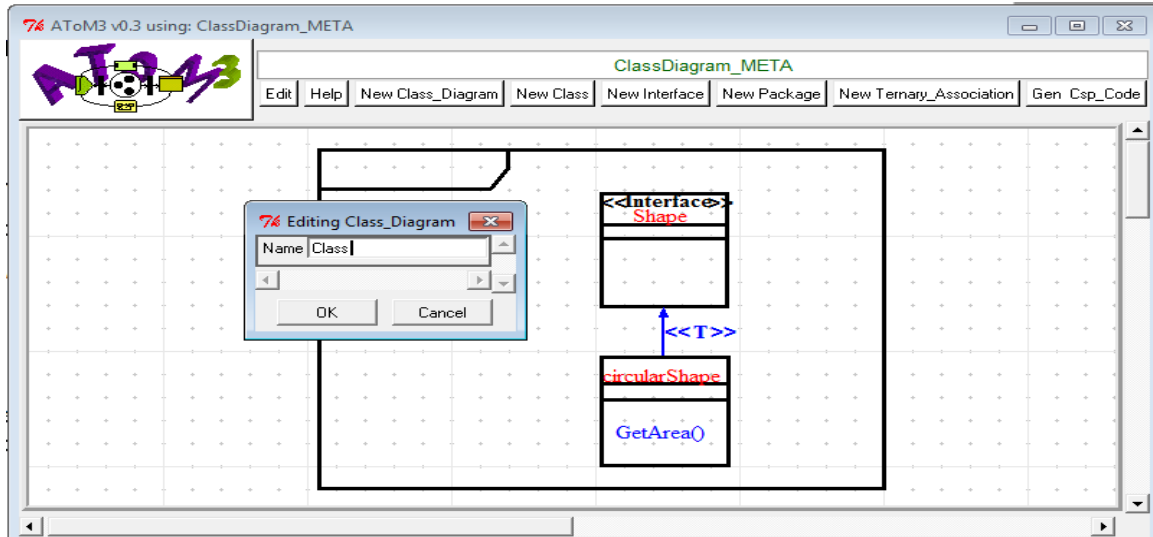 AToM3 v0.3 using: ClassDiagram_META
AToM3
ClassDiagram_META
Edit Help New Class_Diagram New Class New Interface New Package New Ternary_Association Gen Csp_Code
<<Interface>>
Shape
Editing Class_Diagram
Name Class
OK Cancel
<<T>>
circularShape
GetArea()